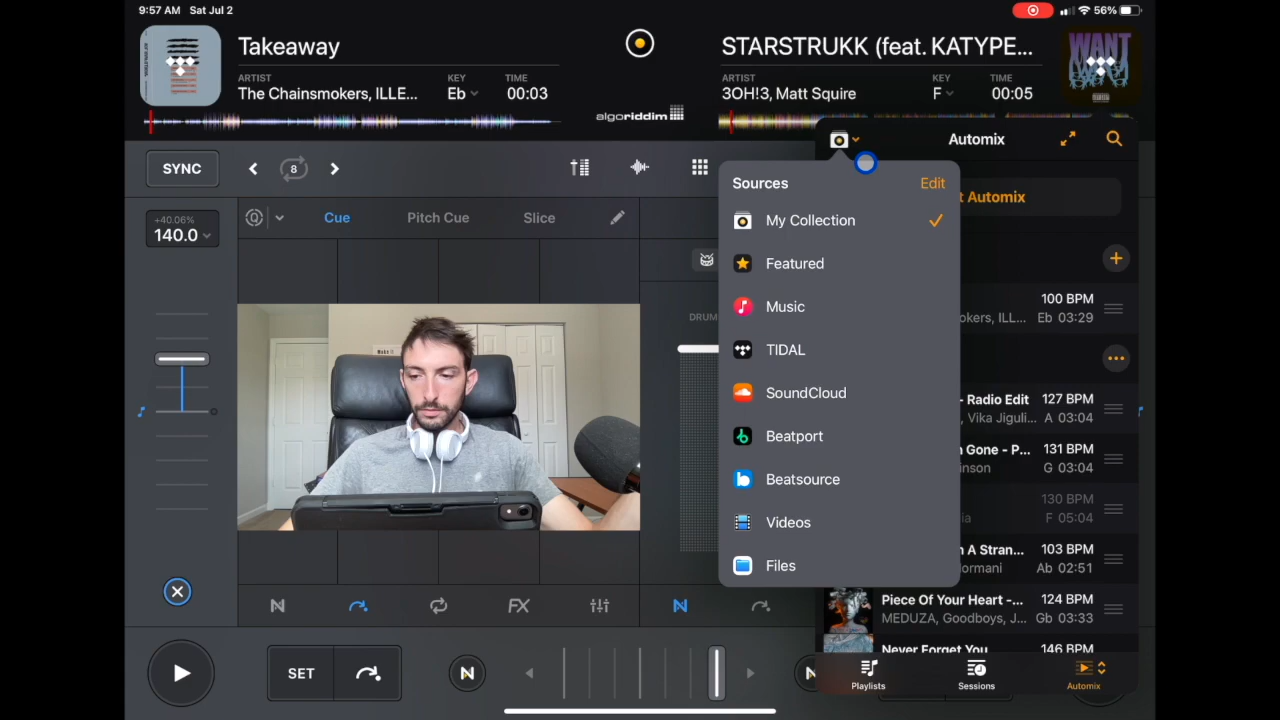 9:57 AM Sat Jul 2
56%
Takeaway
ARTIST KEY TIME
The Chainsmokers, ILLE... Eb 00:03
algoriddim
STARSTRUKK (feat. KATYPE...
ARTIST KEY TIME
3OH!3, Matt Squire F 00:05
WANT
SYNC
8
+40.06%
140.0
Cue Pitch Cue Slice
DRUM
Automix
t Automix
Sources Edit
My Collection
Featured
Music
TIDAL
SoundCloud
Beatport
Beatsource
Videos
Files
100 BPM
okers, ILL... Eb 03:29
- Radio Edit 127 BPM
, Vika Jiguli... A 03:04
n Gone - P... 131 BPM
inson G 03:04
130 BPM
ia F 05:04
n A Stran... 103 BPM
ormani Ab 02:51
Piece Of Your Heart -... 124 BPM
MEDUZA, Goodboys, J... Gb 03:33
Never Forget You 146 BPM
FX
SET
N
N
Playlists Sessions Automix